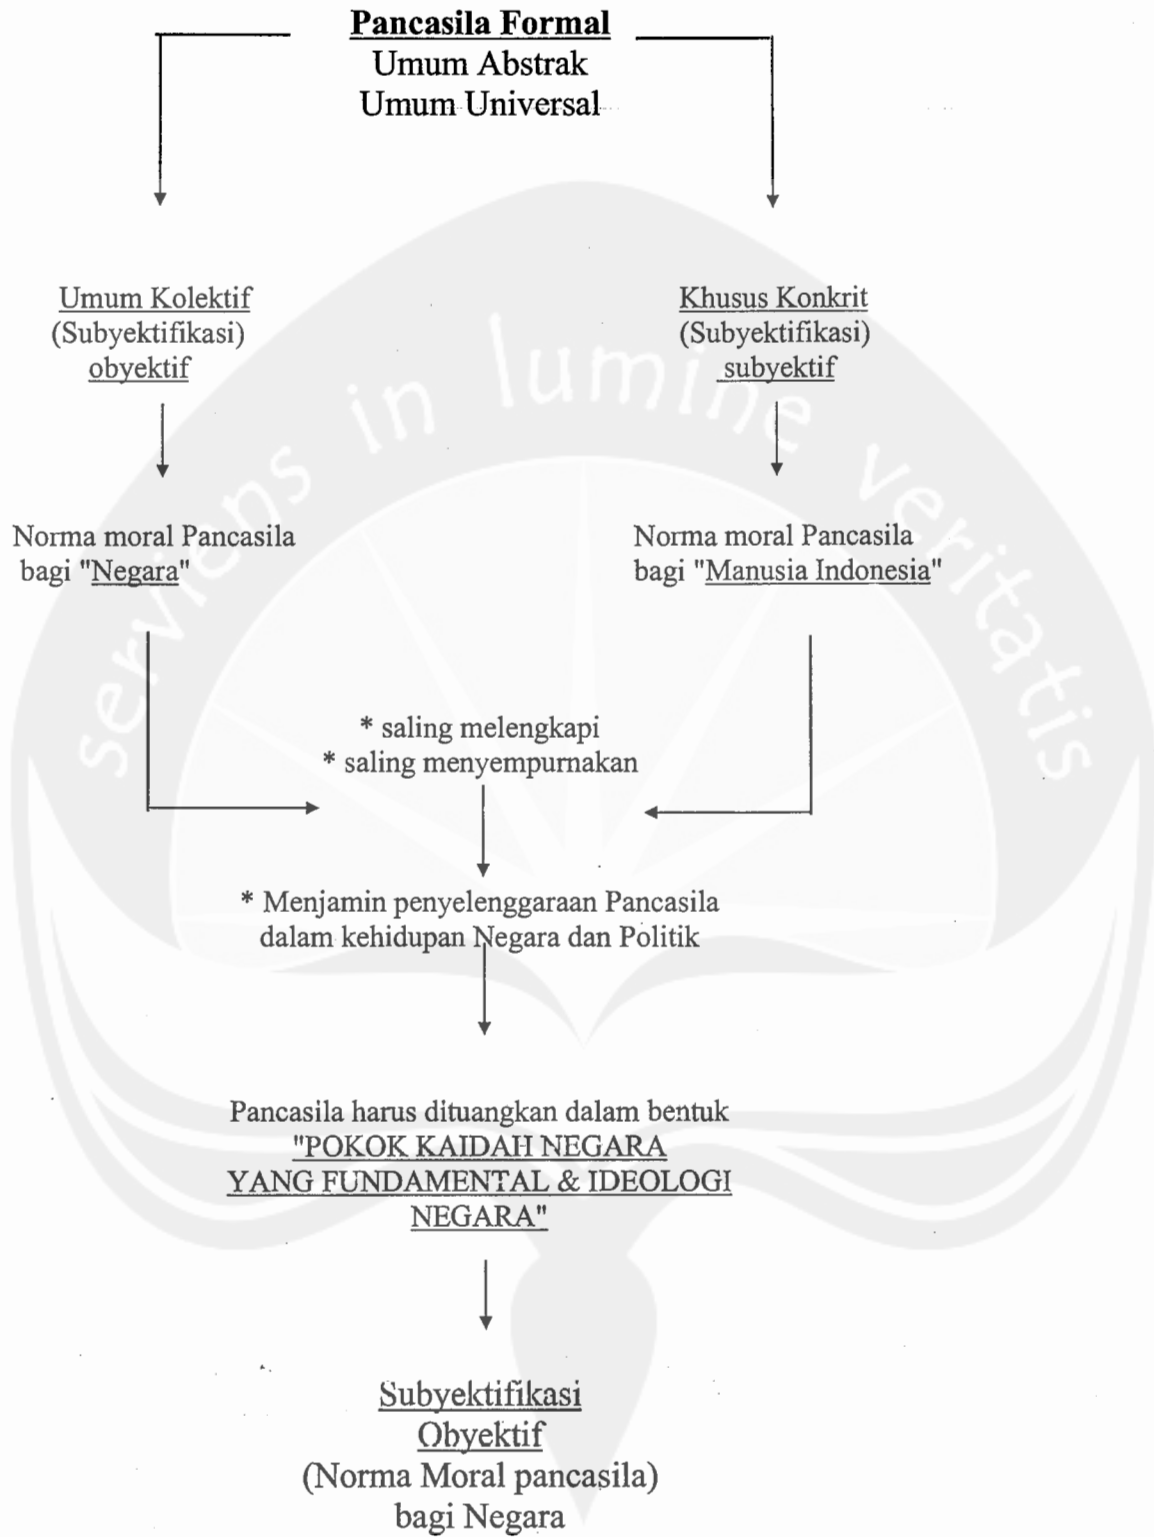 Pancasila Formal
Umum Abstrak
Umum Universal
Umum Kolektif
(Subyektifikasi)
obyektif
Khusus Konkrit
(Subyektifikasi)
subyektif
Norma moral Pancasila
bagi "Negara"
Norma moral Pancasila
bagi "Manusia Indonesia"
* saling melengkapi
* saling menyempurnakan
* Menjamin penyelenggaraan Pancasila
dalam kehidupan Negara dan Politik
Pancasila harus dituangkan dalam bentuk
"POKOK KAIDAH NEGARA
YANG FUNDAMENTAL & IDEOLOGI
NEGARA"
Subyektifikasi
Obyektif
(Norma Moral pancasila)
bagi Negara
serviens in lumine veritatis